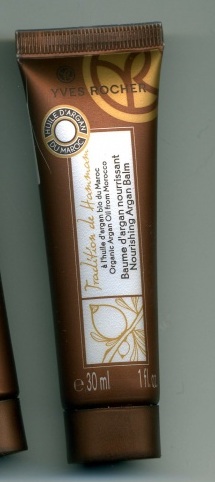 YVES ROCHER
HUILE D'ARGAN
DU MAROC
Tradition de Hammam
à l'huile d'argan bio du Maroc
Organic Argan Oil from Morocco
Baume d'argan nourrissant
Nourishing Argan Balm
e 30 ml 1 fl. oz.